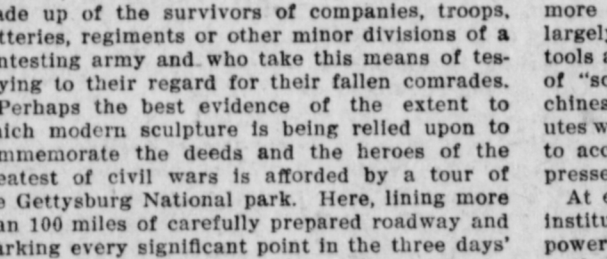 ade up of the survivors of companies, troops,
tteries, regiments or other minor divisions of a
ntesting army and who take this means of tes-
ying to their regard for their fallen comrades.
Perhaps the best evidence of the extent to
hich modern sculpture is being relied upon to
mmemorate the deeds and the heroes of the
eatest of civil wars is afforded by a tour of
e Gettysburg National park. Here, lining more
an 100 miles of carefully prepared roadway and
arking every significant point in the three days'
more
largely
tools a
of "sc
chines
utes w
to acc
presse
At e
institu
power